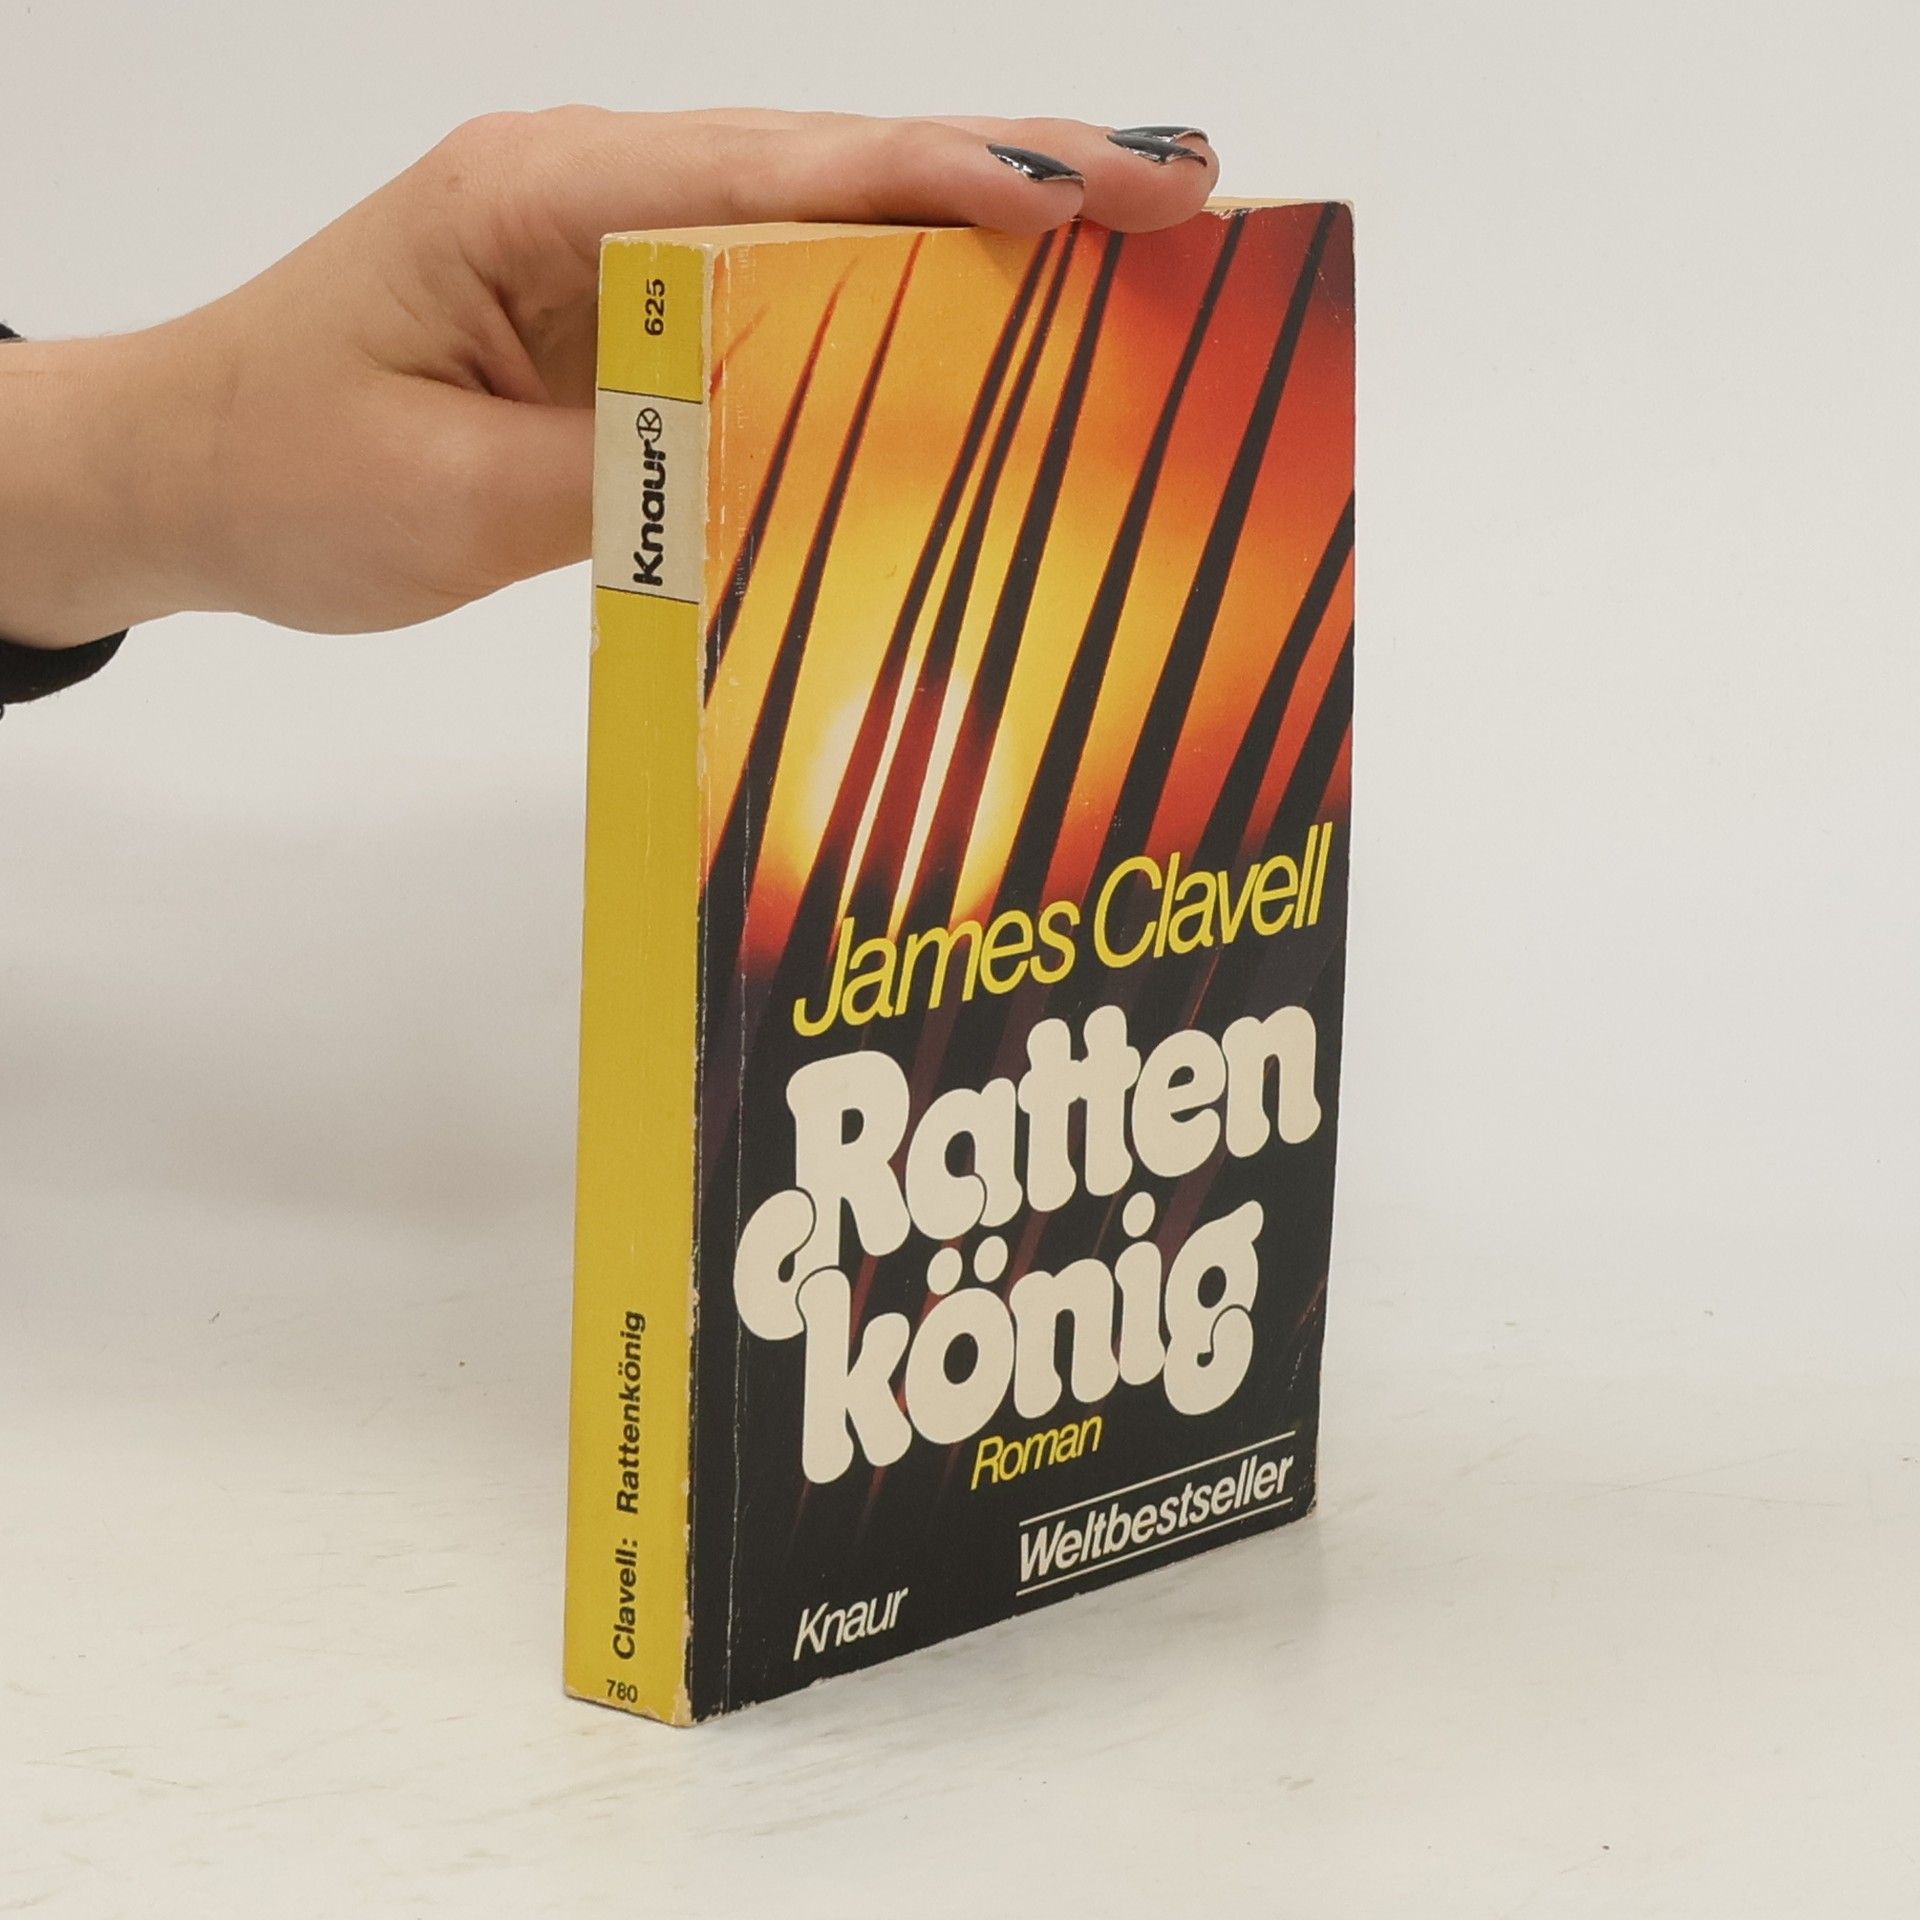 625
Knaur
Clavell: Rattenkönig
780
James Clavell
Ratten
könig
Roman
Weltbestseller
Knaur